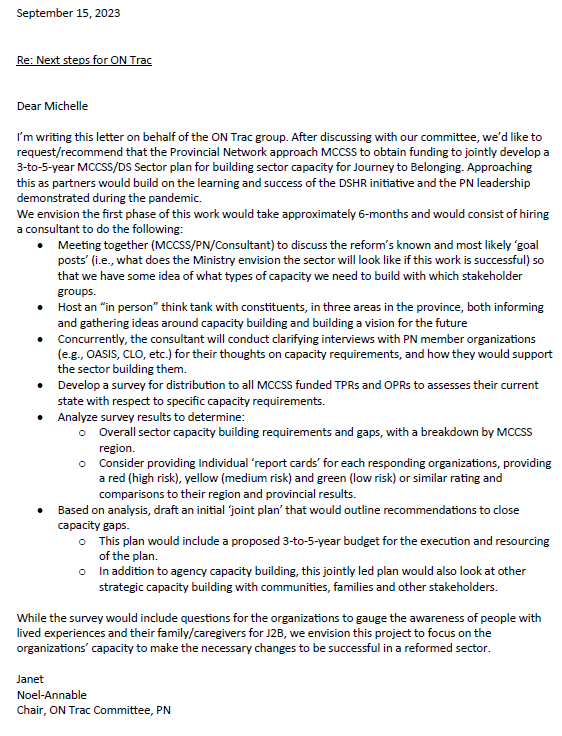 September 15, 2023
Re: Next steps for ON Trac
Dear Michelle
I'm writing this letter on behalf of the ON Trac group. After discussing with our committee, we'd like to
request/recommend that the Provincial Network approach MCCSS to obtain funding to jointly develop a
3-to-5-year MCCSS/DS Sector plan for building sector capacity for Journey to Belonging. Approaching
this as partners would build on the learning and success of the DSHR initiative and the PN leadership
demonstrated during the pandemic.
We envision the first phase of this work would take approximately 6-months and would consist of hiring
a consultant to do the following:
• Meeting together (MCCSS/PN/Consultant) to discuss the reform's known and most likely 'goal
posts' (i.e., what does the Ministry envision the sector will look like if this work is successful) so
that we have some idea of what types of capacity we need to build with which stakeholder
groups.
• Host an "in person" think tank with constituents, in three areas in the province, both informing
and gathering ideas around capacity building and building a vision for the future
• Concurrently, the consultant will conduct clarifying interviews with PN member organizations
(e.g., OASIS, CLO, etc.) for their thoughts on capacity requirements, and how they would support
the sector building them.
• Develop a survey for distribution to all MCCSS funded TPRs and OPRs to assesses their current
state with respect to specific capacity requirements.
• Analyze survey results to determine:
o Overall sector capacity building requirements and gaps, with a breakdown by MCCSS
region.
o Consider providing Individual 'report cards' for each responding organizations, providing
a red (high risk), yellow (medium risk) and green (low risk) or similar rating and
comparisons to their region and provincial results.
• Based on analysis, draft an initial 'joint plan' that would outline recommendations to close
capacity gaps.
o This plan would include a proposed 3-to-5-year budget for the execution and resourcing
of the plan.
o In addition to agency capacity building, this jointly led plan would also look at other
strategic capacity building with communities, families and other stakeholders.
While the survey would include questions for the organizations to gauge the awareness of people with
lived experiences and their family/caregivers for J2B, we envision this project to focus on the
organizations' capacity to make the necessary changes to be successful in a reformed sector.
Janet
Noel-Annable
Chair, ON Trac Committee, PN